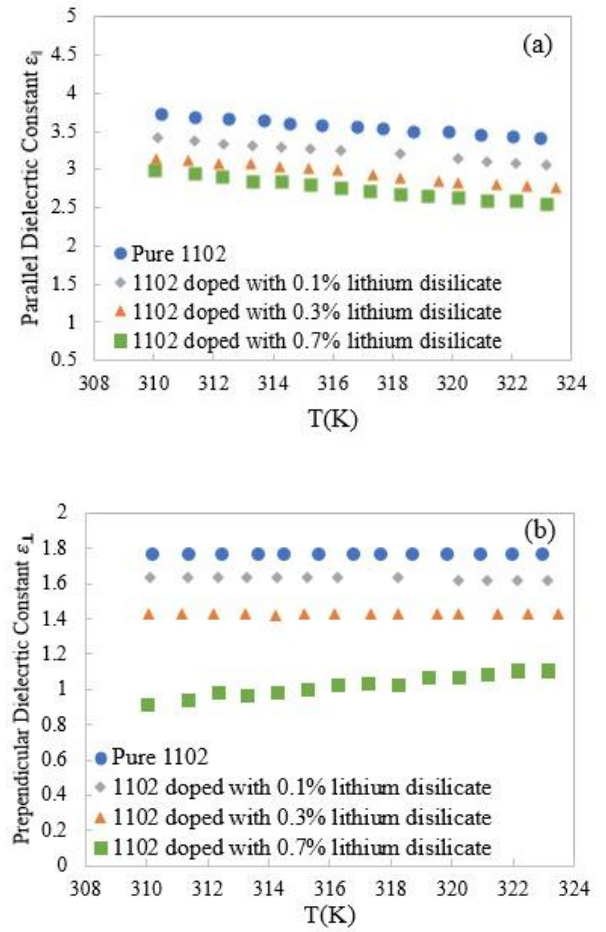 (a)
Parallel Dielecrtic Constant ε∥
5
4.5
4
3.5
3
2.5
2
1.5
1
0.5
Pure 1102
1102 doped with 0.1% lithium disilicate
1102 doped with 0.3% lithium disilicate
1102 doped with 0.7% lithium disilicate
308 310 312 314 316 318 320 322 324
T(K)
(b)
Prependicular Dielecrtic Constant ε⊥
2
1.8
1.6
1.4
1.2
1
0.8
0.6
0.4
0.2
0
Pure 1102
1102 doped with 0.1% lithium disilicate
1102 doped with 0.3% lithium disilicate
1102 doped with 0.7% lithium disilicate
308 310 312 314 316 318 320 322 324
T(K)